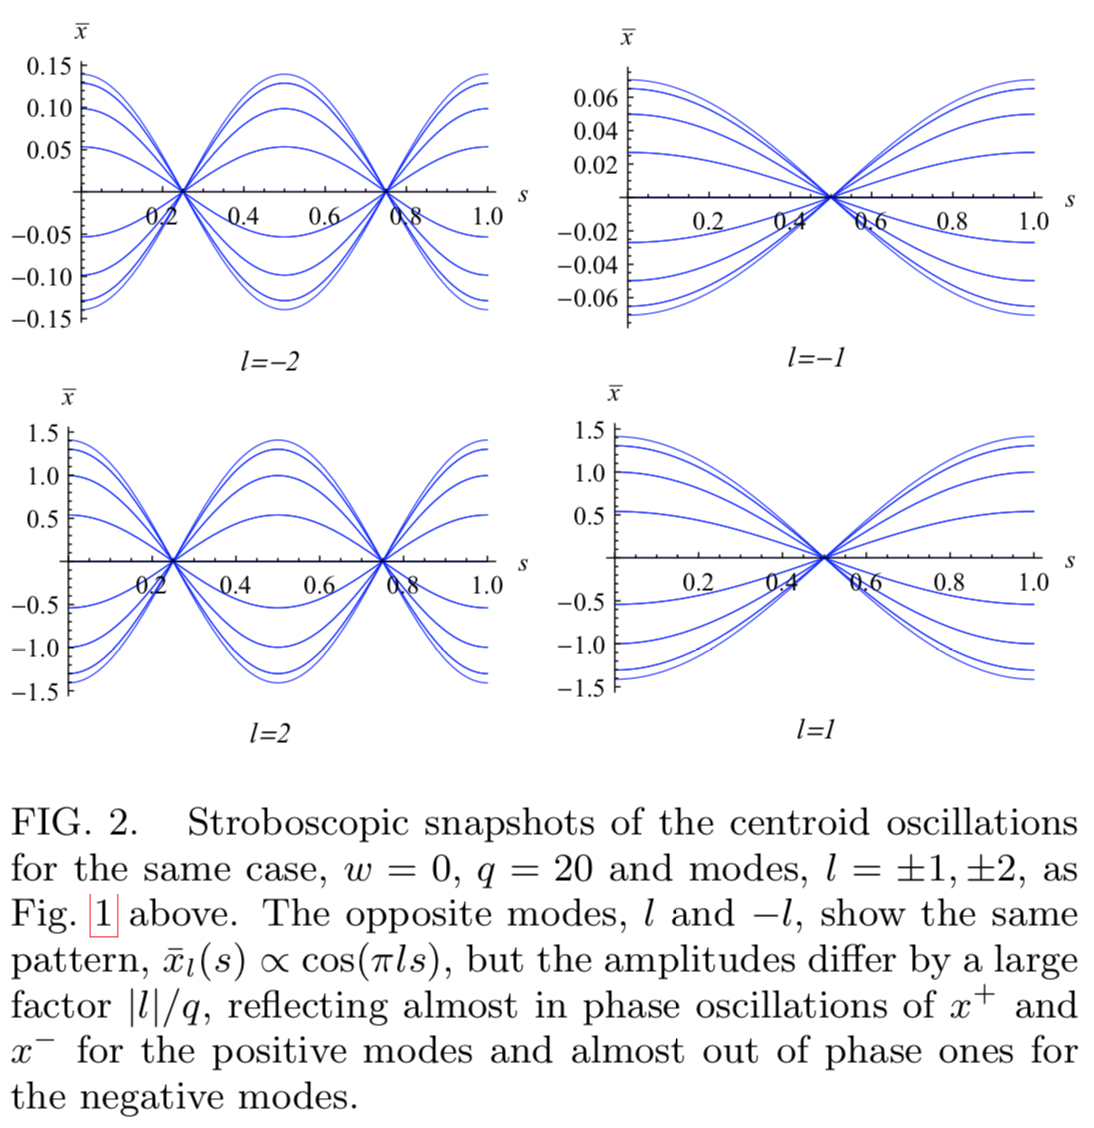 x̅
0.15
0.10
0.05
−0.05
−0.10
−0.15
0.2 0.4 0.6 0.8 1.0
s
l=−2
x̅
0.06
0.04
0.02
−0.02
−0.04
−0.06
0.2 0.4 0.6 0.8 1.0
s
l=−1
x̅
1.5
1.0
0.5
−0.5
−1.0
−1.5
0.2 0.4 0.6 0.8 1.0
s
l=2
x̅
1.5
1.0
0.5
−0.5
−1.0
−1.5
0.2 0.4 0.6 0.8 1.0
s
l=1
FIG. 2. Stroboscopic snapshots of the centroid oscillations
for the same case, w = 0, q = 20 and modes, l = ±1, ±2, as
Fig. 1 above. The opposite modes, l and −l, show the same
pattern, x̄ₗ(s) ∝ cos(πls), but the amplitudes differ by a large
factor |l|/q, reflecting almost in phase oscillations of x⁺ and
x⁻ for the positive modes and almost out of phase ones for
the negative modes.